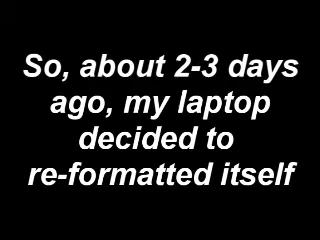 So, about 2-3 days
ago, my laptop
decided to
re-formatted itself